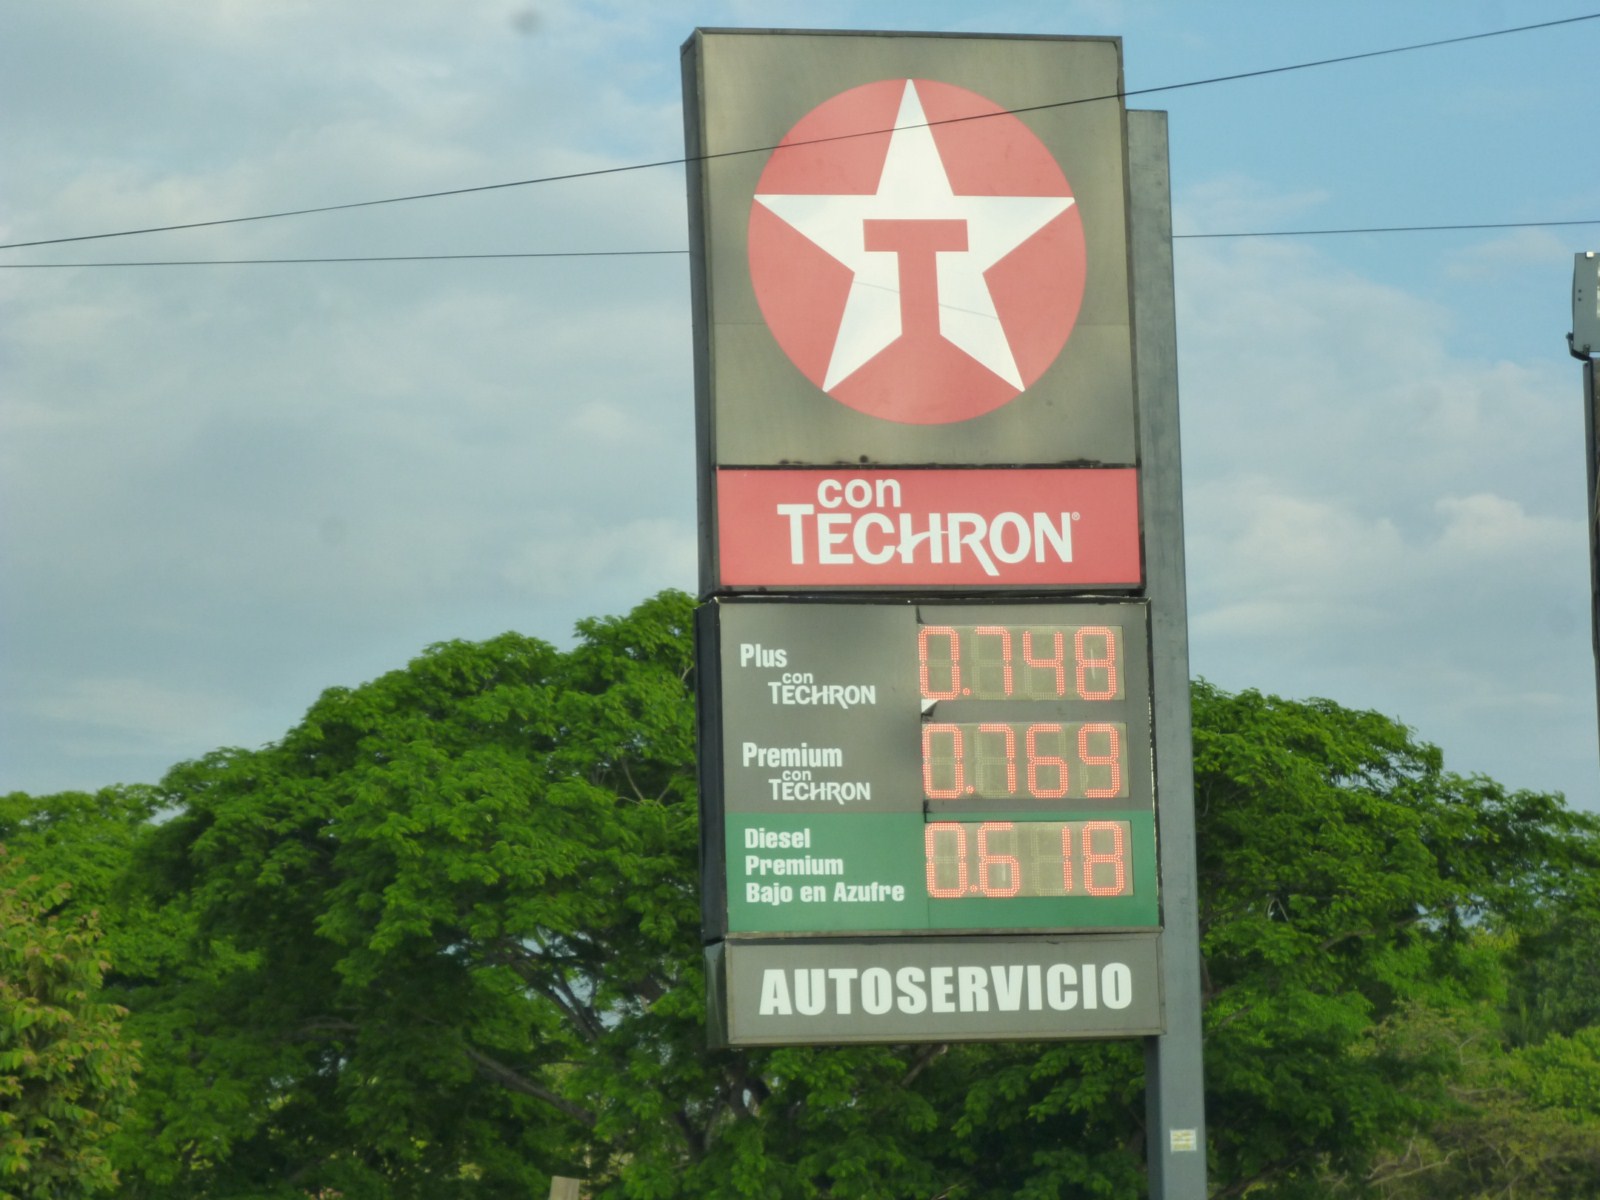 T
con
TECHRON®
Plus
con
TECHRON
0.748
Premium
con
TECHRON
0.769
Diesel
Premium
Bajo en Azufre
0.618
AUTOSERVICIO